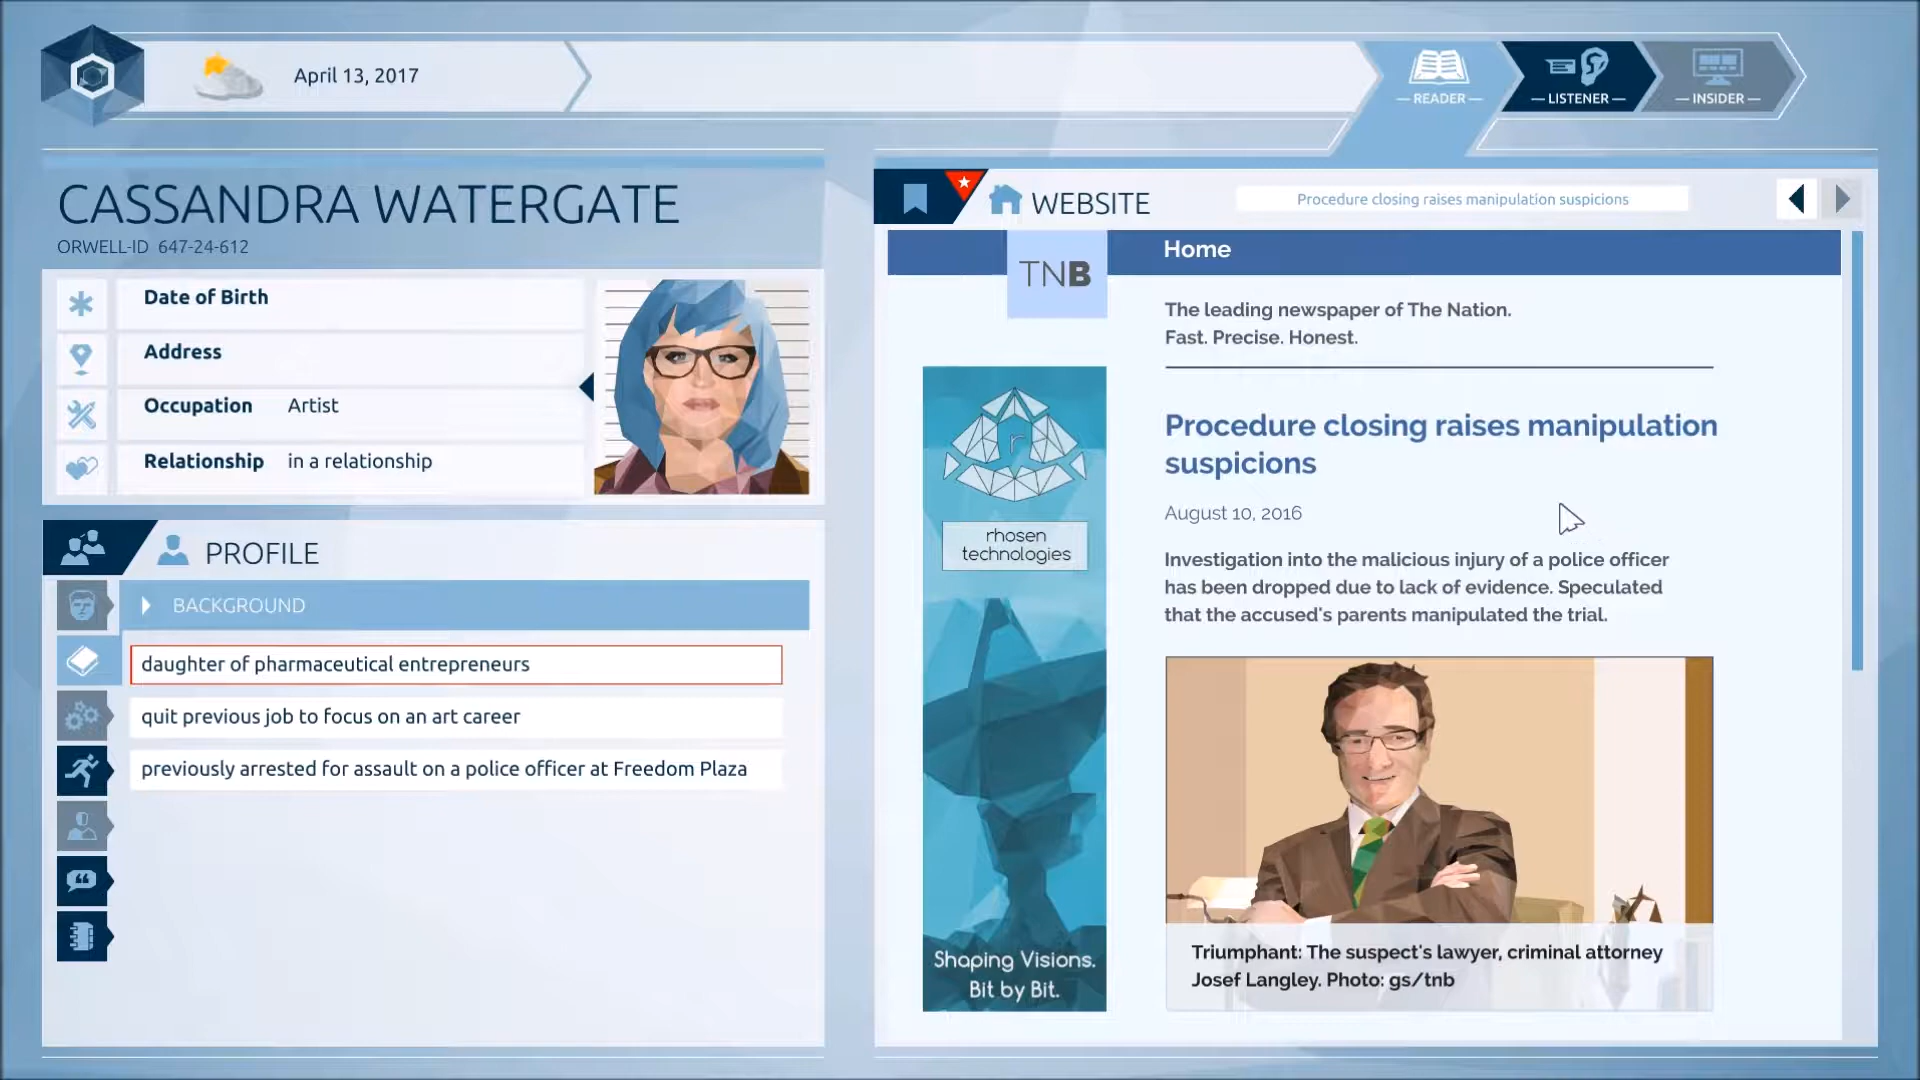 April 13, 2017
READER
LISTENER
INSIDER
CASSANDRA WATERGATE
ORWELL-ID 647-24-612
Date of Birth
Address
Occupation Artist
Relationship in a relationship
PROFILE
BACKGROUND
daughter of pharmaceutical entrepreneurs
quit previous job to focus on an art career
previously arrested for assault on a police officer at Freedom Plaza
WEBSITE
Procedure closing raises manipulation suspicions
TNB
Home
The leading newspaper of The Nation.
Fast. Precise. Honest.
r
rhosen
technologies
Shaping Visions.
Bit by Bit.
Procedure closing raises manipulation
suspicions
August 10, 2016
Investigation into the malicious injury of a police officer
has been dropped due to lack of evidence. Speculated
that the accused's parents manipulated the trial.
Triumphant: The suspect's lawyer, criminal attorney
Josef Langley. Photo: gs/tnb